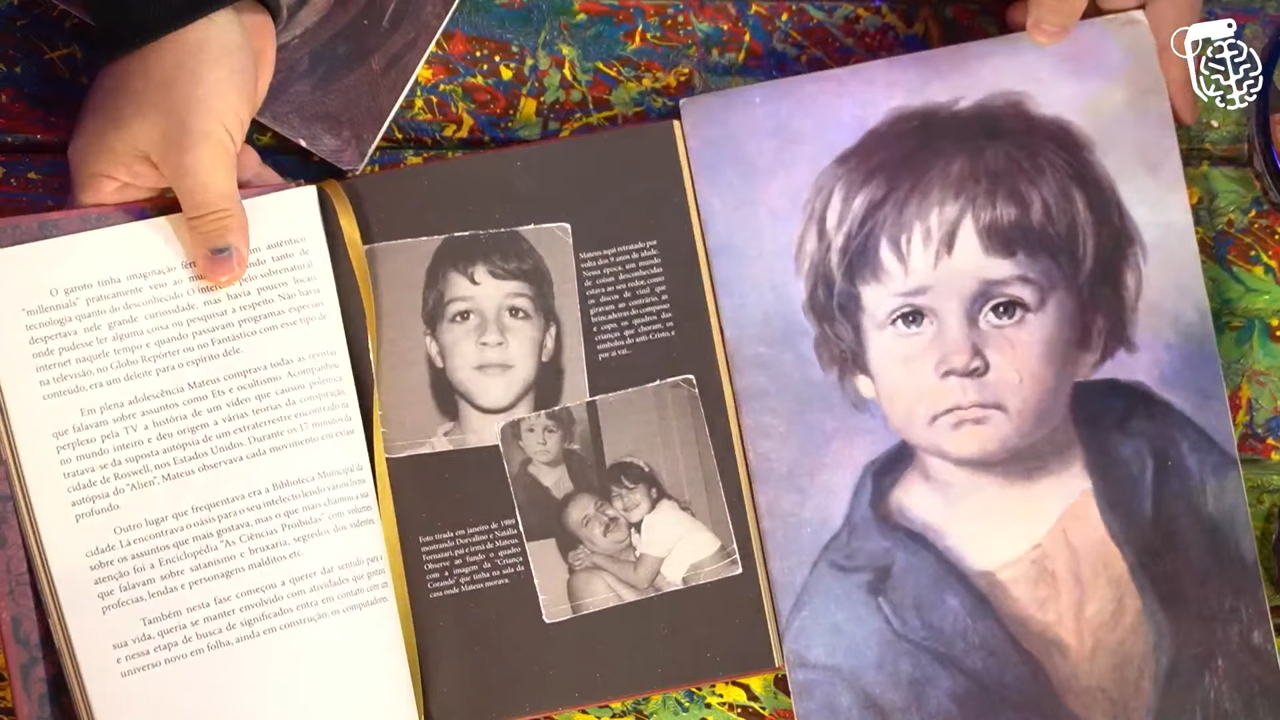 O garoto tinha imaginação um autêntico
"millennials" praticamente veio ao tanto de
tecnologia quanto do desconhecido. O pelo sobrenatural
despertava nele grande curiosidade, mas havia poucos locais
onde pudesse ler alguma coisa ou pesquisar a respeito. Não havia
internet naquele tempo e quando passavam programas especiais
na televisão, no Globo Repórter ou no Fantástico com esse tipo de
conteúdo, era um deleite para o espírito dele.
Em plena adolescência Mateus comprava todas as revistas
que falavam sobre assuntos como Ets e ocultismo. Acompanhou
perplexo pela TV a história de um vídeo que causou polêmica
no mundo inteiro e deu origem a várias teorias da conspiração,
tratava-se da suposta autópsia de um extraterrestre encontrado na
cidade de Roswell, nos Estados Unidos. Durante os 17 minutos da
autópsia do "Alien", Mateus observava cada movimento em êxtase
profundo.
Outro lugar que frequentava era a Biblioteca Municipal da
cidade. Lá encontrava o oásis para o seu intelecto lendo vários livros
sobre os assuntos que mais gostava, mas o que mais chamou a sua
atenção foi a Enciclopédia "As Ciências Proibidas" com volumes
que falavam sobre satanismo e bruxaria, segredos dos videntes,
profecias, lendas e personagens malditos etc.
Também nesta fase começou a querer dar sentido para a
sua vida, queria se manter envolvido com atividades que gostava
e nessa etapa de busca de significados entra em contato com um
universo novo em folha, ainda em construção, os computadores.
Mateus aqui retratado por
volta dos 9 anos de idade.
Nessa época, um mundo
de coisas desconhecidas
estava ao seu redor, como
os discos de vinil que
giravam ao contrário, as
brincadeiras do compasso
e copo, os quadros das
crianças que choram, os
símbolos do anti-Cristo, e
por aí vai...
Foto tirada em janeiro de 1989
mostrando Dorvalino e Natália
Fornazari, pai e irmã de Mateus.
Observe ao fundo o quadro
com a imagem da "Criança
Chorando" que tinha na sala da
casa onde Mateus morava.